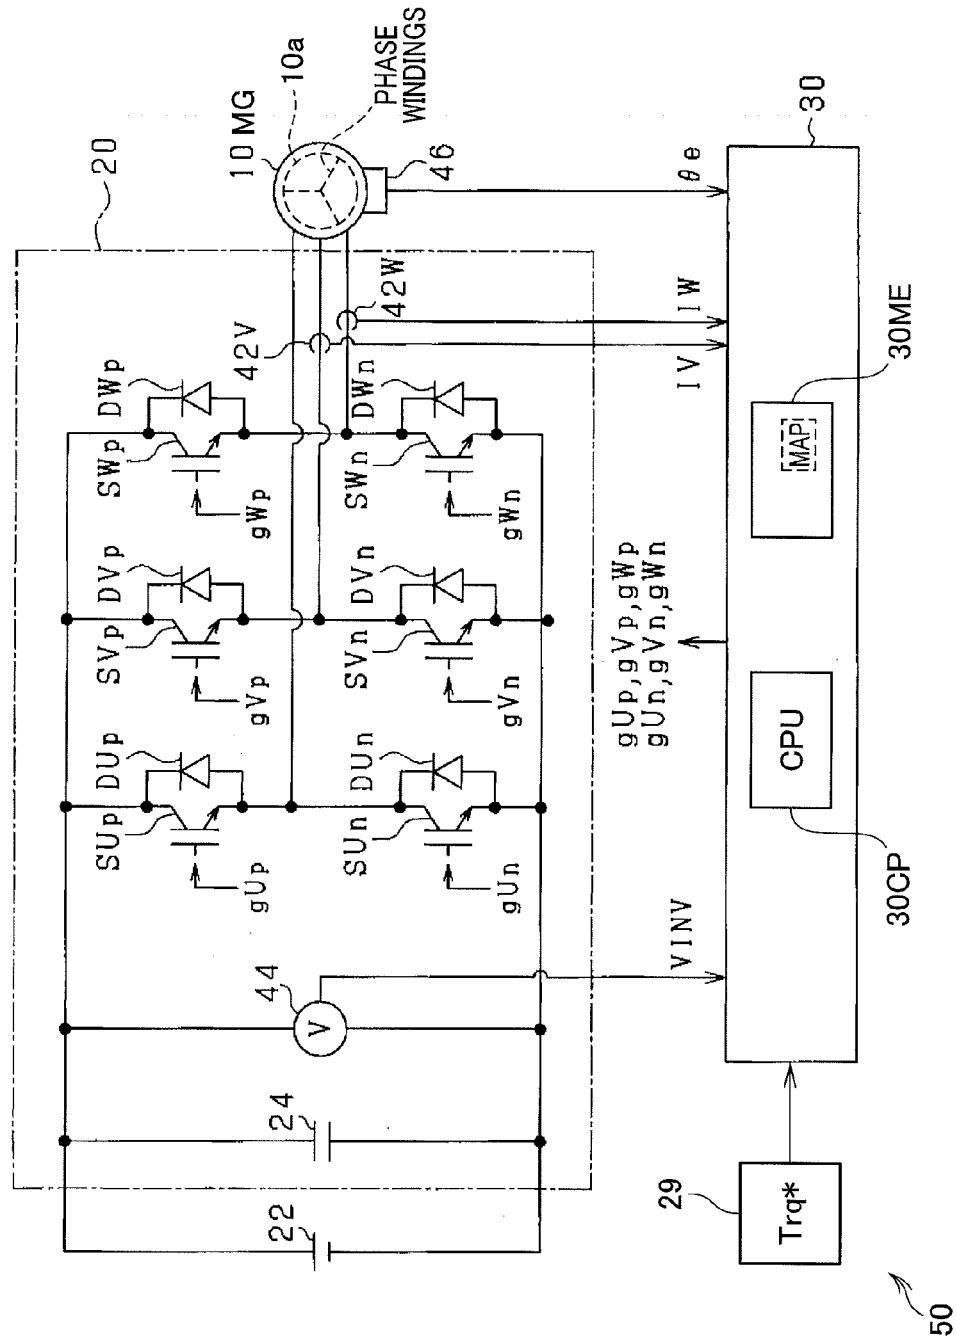 20
10 MG
10a
PHASE
WINDINGS
46
42V
42W
SUp
DUp
SVp
DVp
SWp
DWp
gUp
gVp
gWp
SUn
DUn
SVn
DVn
SWn
DWn
gUn
gVn
gWn
22
24
44
V
VINV
gUp,gVp,gWp
gUn,gVn,gWn
IV
IW
θe
29
Trq*
30
CPU
30CP
MAP
30ME
50